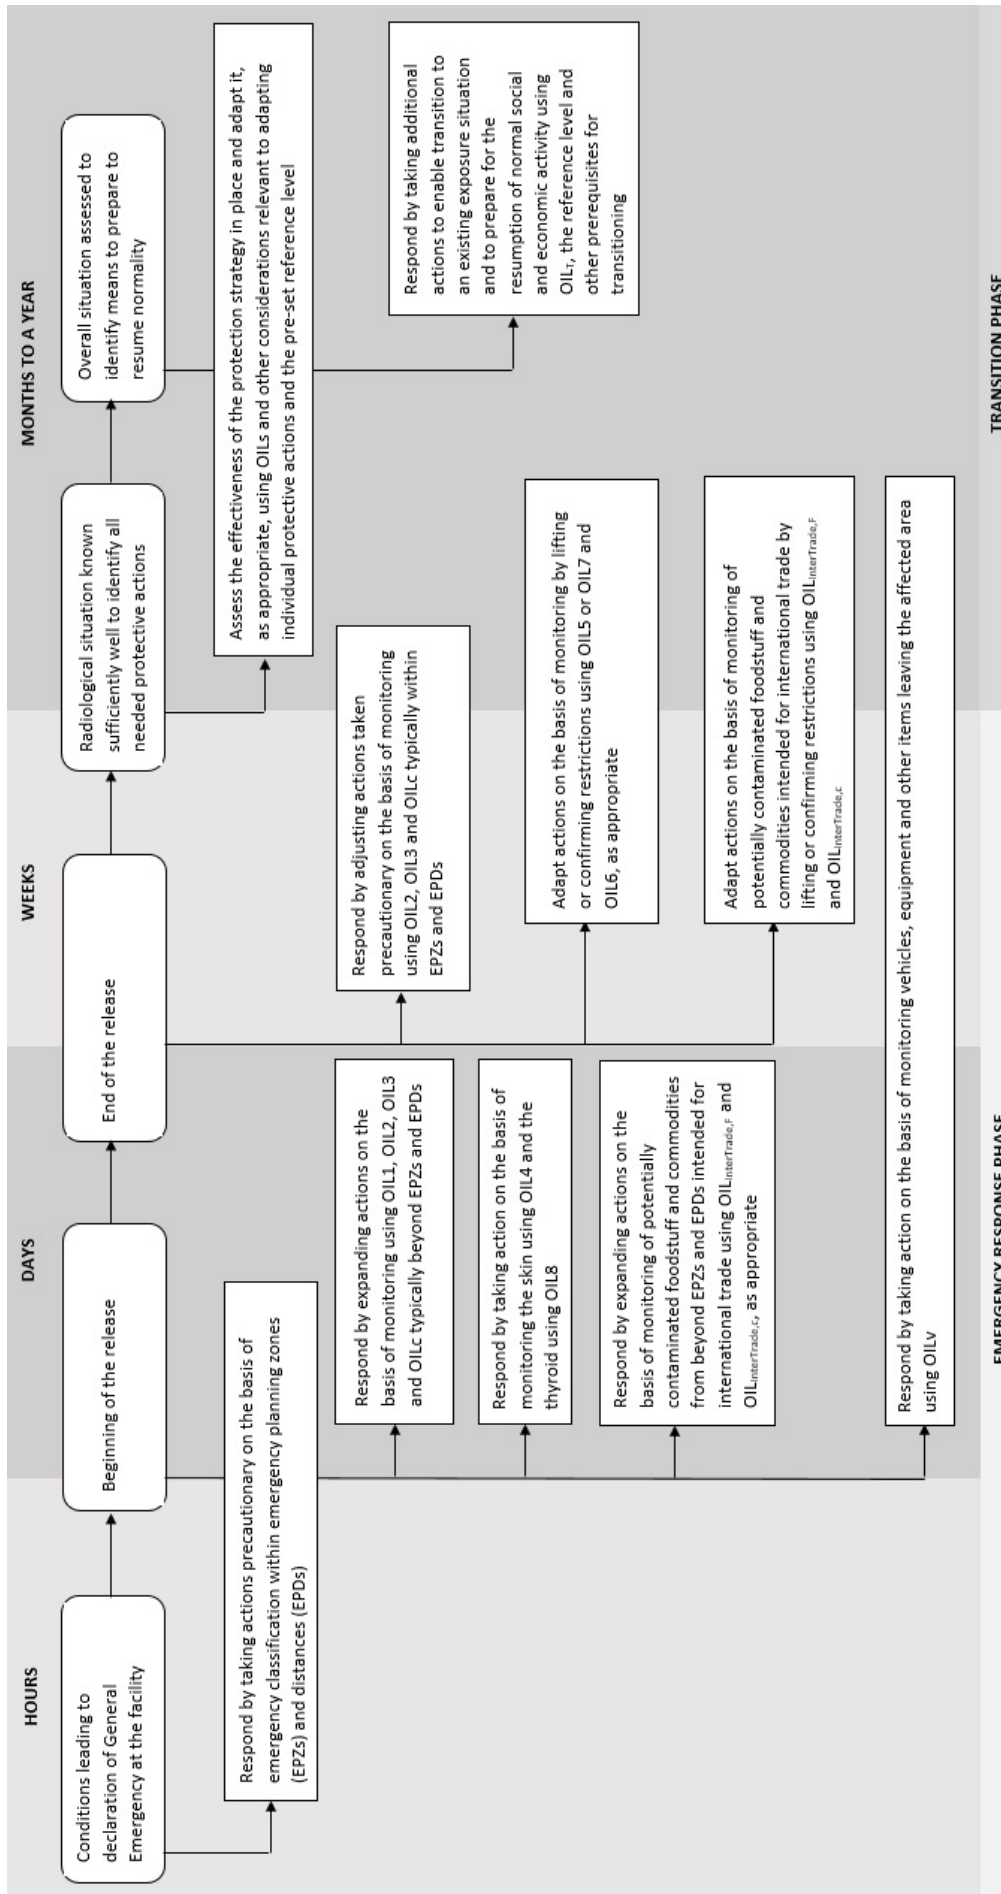 HOURS
DAYS
WEEKS
MONTHS TO A YEAR
Conditions leading to
declaration of General
Emergency at the facility
Beginning of the release
End of the release
Radiological situation known
sufficiently well to identify all
needed protective actions
Overall situation assessed to
identify means to prepare to
resume normality
Respond by taking actions precautionary on the basis of
emergency classification within emergency planning zones
(EPZs) and distances (EPDs)
Respond by expanding actions on the
basis of monitoring using OIL1, OIL2, OIL3
and OILc typically beyond EPZs and EPDs
Respond by taking action on the basis of
monitoring the skin using OIL4 and the
thyroid using OIL8
Respond by expanding actions on the
basis of monitoring of potentially
contaminated foodstuff and commodities
from beyond EPZs and EPDs intended for
international trade using OILInterTrade,F and
OILInterTrade,C, as appropriate
Respond by taking action on the basis of monitoring vehicles, equipment and other items leaving the affected area
using OILv
Respond by adjusting actions taken
precautionary on the basis of monitoring
using OIL2, OIL3 and OILc typically within
EPZs and EPDs
Adapt actions on the basis of monitoring by lifting
or confirming restrictions using OIL5 or OIL7 and
OIL6, as appropriate
Adapt actions on the basis of monitoring of
potentially contaminated foodstuff and
commodities intended for international trade by
lifting or confirming restrictions using OILInterTrade,F
and OILInterTrade,C
Assess the effectiveness of the protection strategy in place and adapt it,
as appropriate, using OILs and other considerations relevant to adapting
individual protective actions and the pre-set reference level
Respond by taking additional
actions to enable transition to
an existing exposure situation
and to prepare for the
resumption of normal social
and economic activity using
OILT, the reference level and
other prerequisites for
transitioning
EMERGENCY RESPONSE PHASE
TRANSITION PHASE